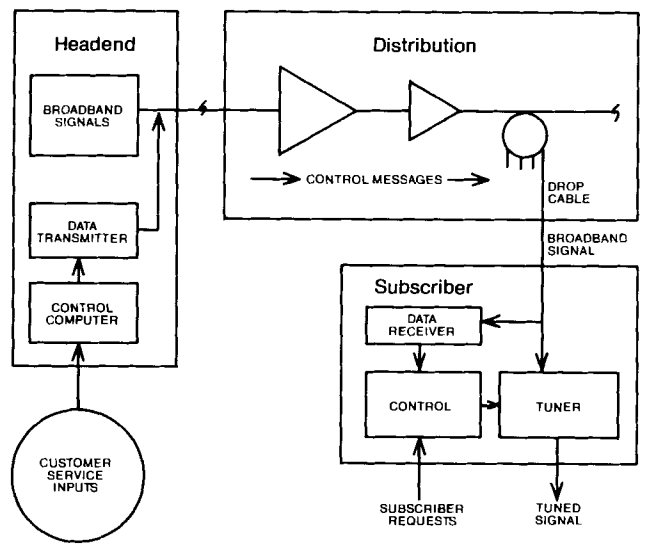 Headend
BROADBAND
SIGNALS
DATA
TRANSMITTER
CONTROL
COMPUTER
CUSTOMER
SERVICE
INPUTS
Distribution
CONTROL MESSAGES
DROP
CABLE
BROADBAND
SIGNAL
Subscriber
DATA
RECEIVER
CONTROL
TUNER
SUBSCRIBER
REQUESTS
TUNED
SIGNAL